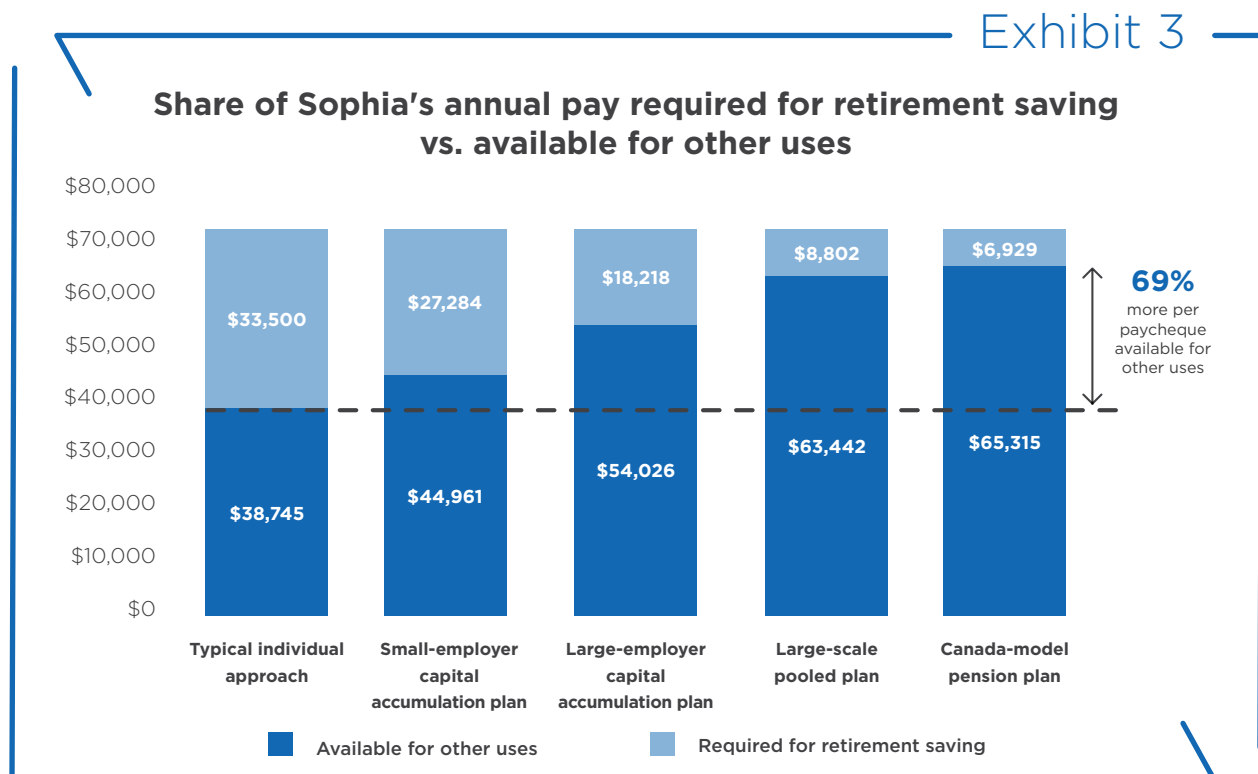 Exhibit 3
Share of Sophia's annual pay required for retirement saving
vs. available for other uses
$80,000
$70,000
$60,000
$50,000
$40,000
$30,000
$20,000
$10,000
$0
$33,500
$38,745
$27,284
$44,961
$18,218
$54,026
$8,802
$63,442
$6,929
$65,315
69%
more per
paycheque
available for
other uses
Typical individual
approach
Small-employer
capital
accumulation plan
Large-employer
capital
accumulation plan
Large-scale
pooled plan
Canada-model
pension plan
Available for other uses
Required for retirement saving